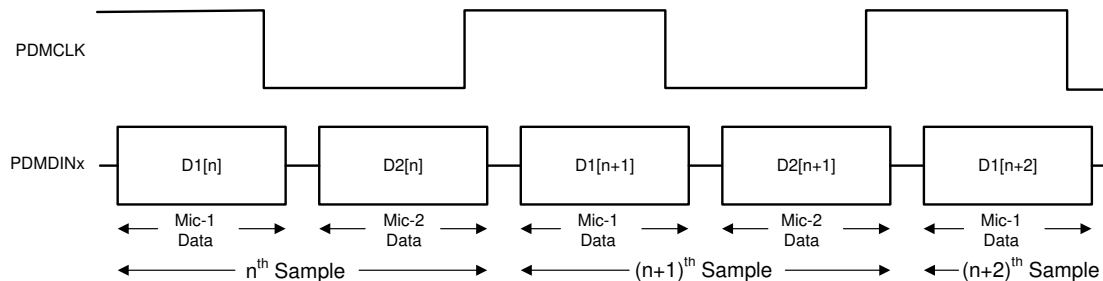 PDMCLK
PDMDINx
D1[n]
D2[n]
D1[n+1]
D2[n+1]
D1[n+2]
Mic-1
Data
Mic-2
Data
Mic-1
Data
Mic-2
Data
Mic-1
Data
nth Sample
(n+1)th Sample
(n+2)th Sample